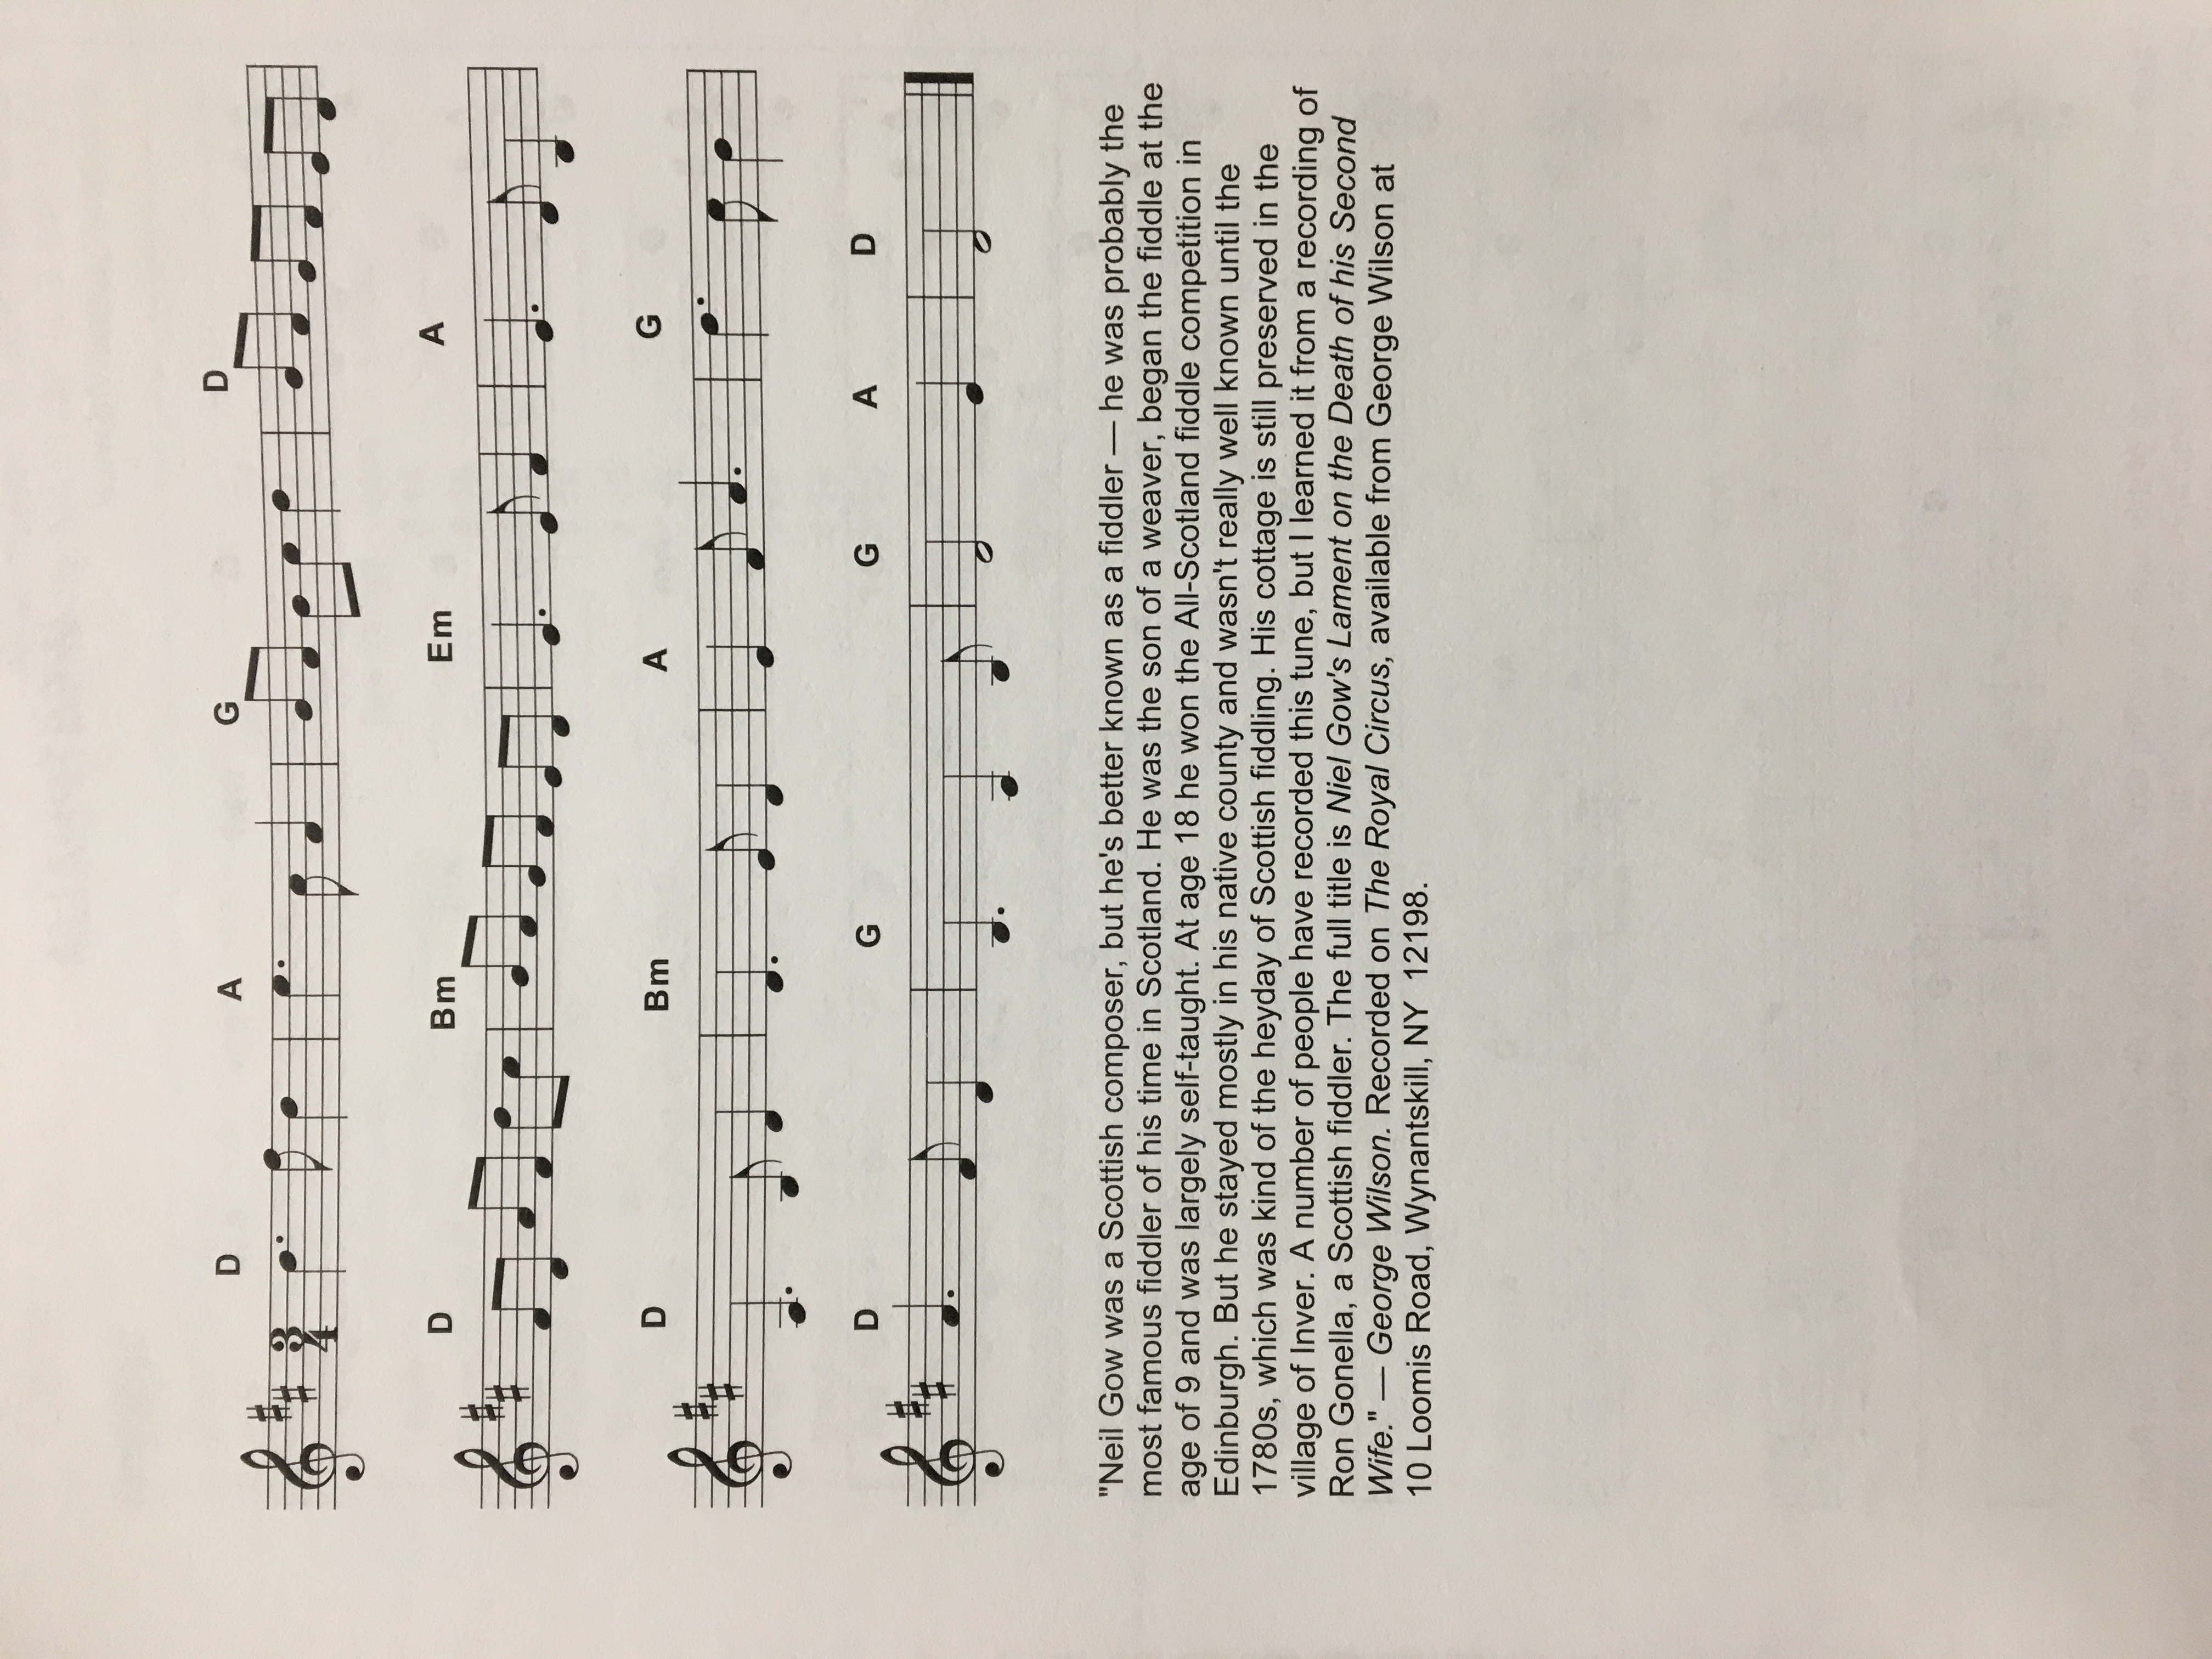 D A G D
3
4
D Bm Em A
D Bm A G
D G G A D
"Neil Gow was a Scottish composer, but he's better known as a fiddler — he was probably the
most famous fiddler of his time in Scotland. He was the son of a weaver, began the fiddle at the
age of 9 and was largely self-taught. At age 18 he won the All-Scotland fiddle competition in
Edinburgh. But he stayed mostly in his native county and wasn't really well known until the
1780s, which was kind of the heyday of Scottish fiddling. His cottage is still preserved in the
village of Inver. A number of people have recorded this tune, but I learned it from a recording of
Ron Gonella, a Scottish fiddler. The full title is Niel Gow's Lament on the Death of his Second
Wife." — George Wilson. Recorded on The Royal Circus, available from George Wilson at
10 Loomis Road, Wynantskill, NY  12198.